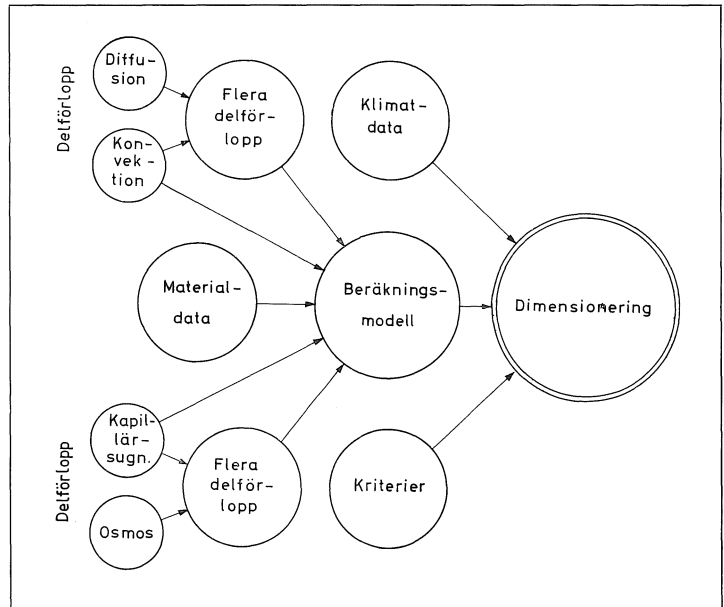 Delförlopp
Diffu-
sion
Flera
delför-
lopp
Klimat-
data
Kon-
vek-
tion
Material-
data
Beräknings-
modell
Dimensionering
Delförlopp
Kapil-
lär-
sugn.
Flera
delför-
lopp
Kriterier
Osmos